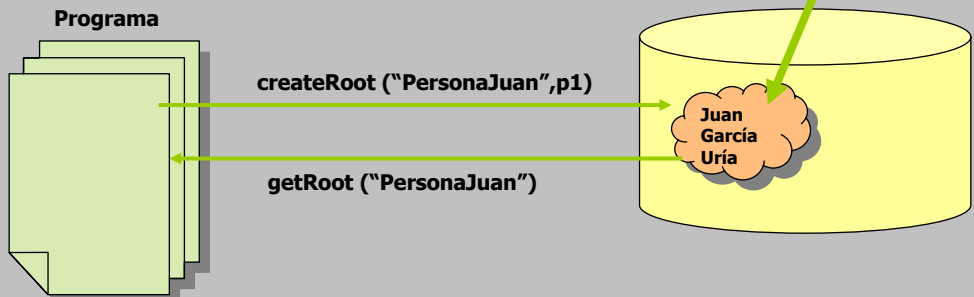 Programa
createRoot (“PersonaJuan”,p1)
Juan
García
Uría
getRoot (“PersonaJuan”)